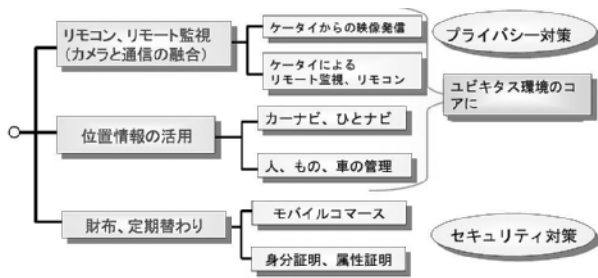 リモコン、リモート監視
(カメラと通信の融合)
ケータイからの映像発信
ケータイによる
リモート監視、リモコン
プライバシー対策
ユビキタス環境のコ
アに
位置情報の活用
カーナビ、ひとナビ
人、もの、車の管理
財布、定期替わり
モバイルコマース
身分証明、属性証明
セキュリティ対策